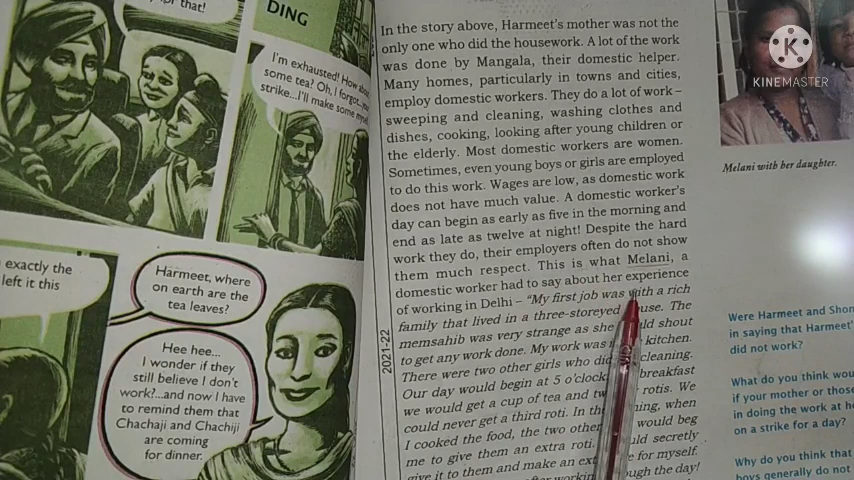 that!
DING
I'm exhausted! How about
some tea? Oh, I forgot...
strike...I'll make some
exactly the
left it this
Harmeet, where
on earth are the
tea leaves?
Hee hee...
I wonder if they
still believe I don't
work?...and now I have
to remind them that
Chachaji and Chachiji
are coming
for dinner.
2021-22
In the story above, Harmeet's mother was not the
only one who did the housework. A lot of the work
was done by Mangala, their domestic helper.
Many homes, particularly in towns and cities,
employ domestic workers. They do a lot of work –
sweeping and cleaning, washing clothes and
dishes, cooking, looking after young children or
the elderly. Most domestic workers are women.
Sometimes, even young boys or girls are employed
to do this work. Wages are low, as domestic work
does not have much value. A domestic worker's
day can begin as early as five in the morning and
end as late as twelve at night! Despite the hard
work they do, their employers often do not show
them much respect. This is what Melani, a
domestic worker had to say about her experience
of working in Delhi – "My first job was with a rich
family that lived in a three-storeyed house. The
memsahib was very strange as she would shout
to get any work done. My work was kitchen.
There were two other girls who did cleaning.
Our day would begin at 5 o'clock breakfast
we would get a cup of tea and rotis. We
could never get a third roti. In the when
I cooked the food, the two other would beg
me to give them an extra roti. secretly
give it to them and make an for myself.
the day!
KINEMASTER
Melani with her daughter.
Were Harmeet and
in saying that Harmeet's
did not work?
What do you think
if your mother or those
in doing the work at
on a strike for a day?
Why do you think that
boys generally do not